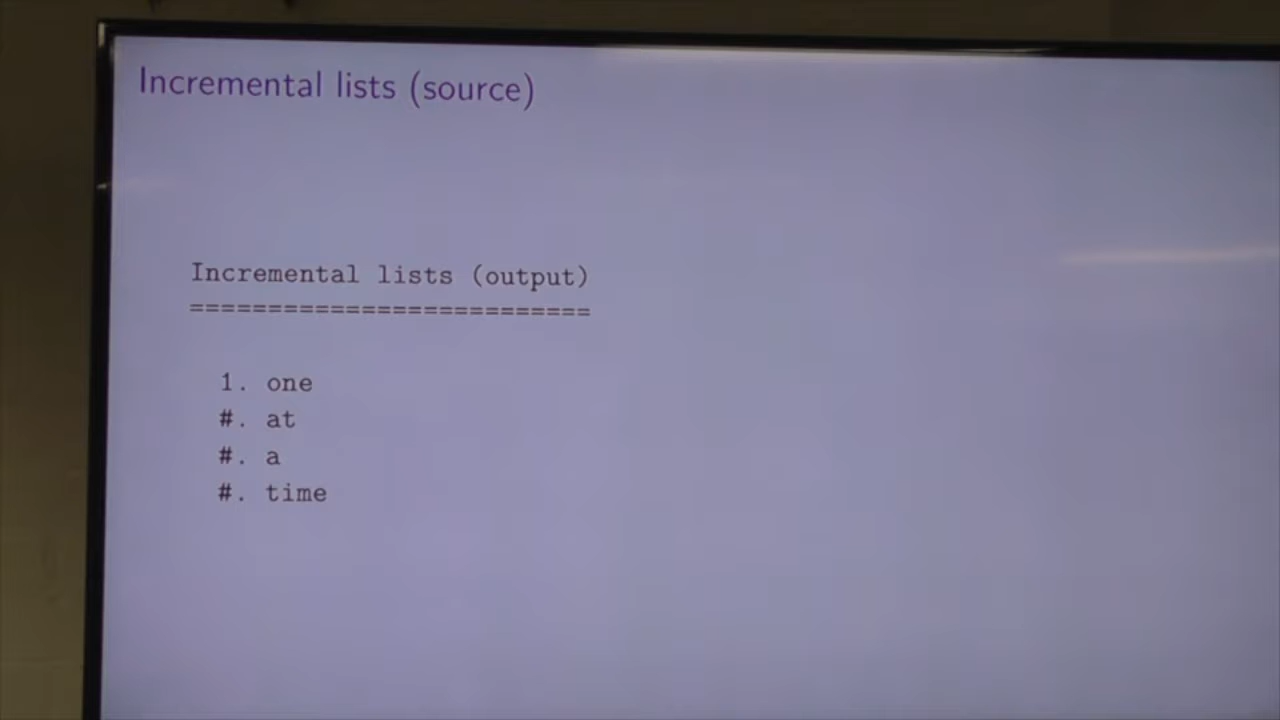 Incremental lists (source)
Incremental lists (output)
==========================
1. one
#. at
#. a
#. time